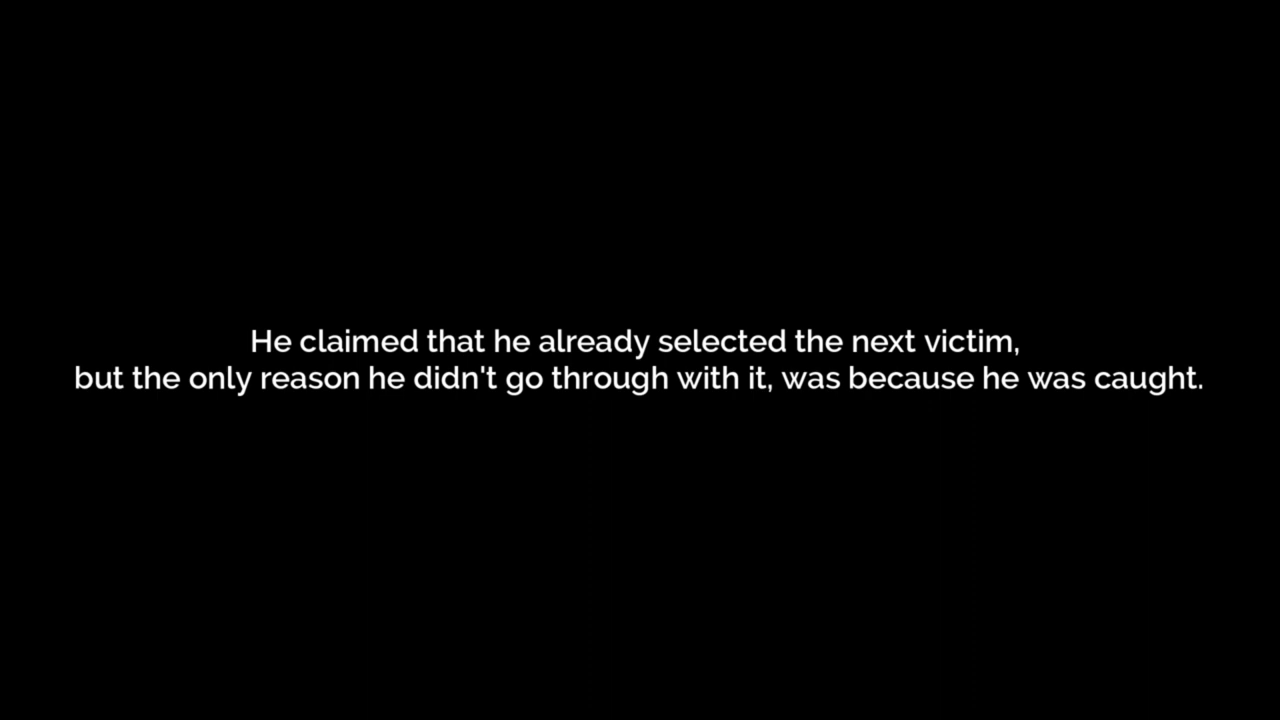 He claimed that he already selected the next victim,
but the only reason he didn't go through with it, was because he was caught.